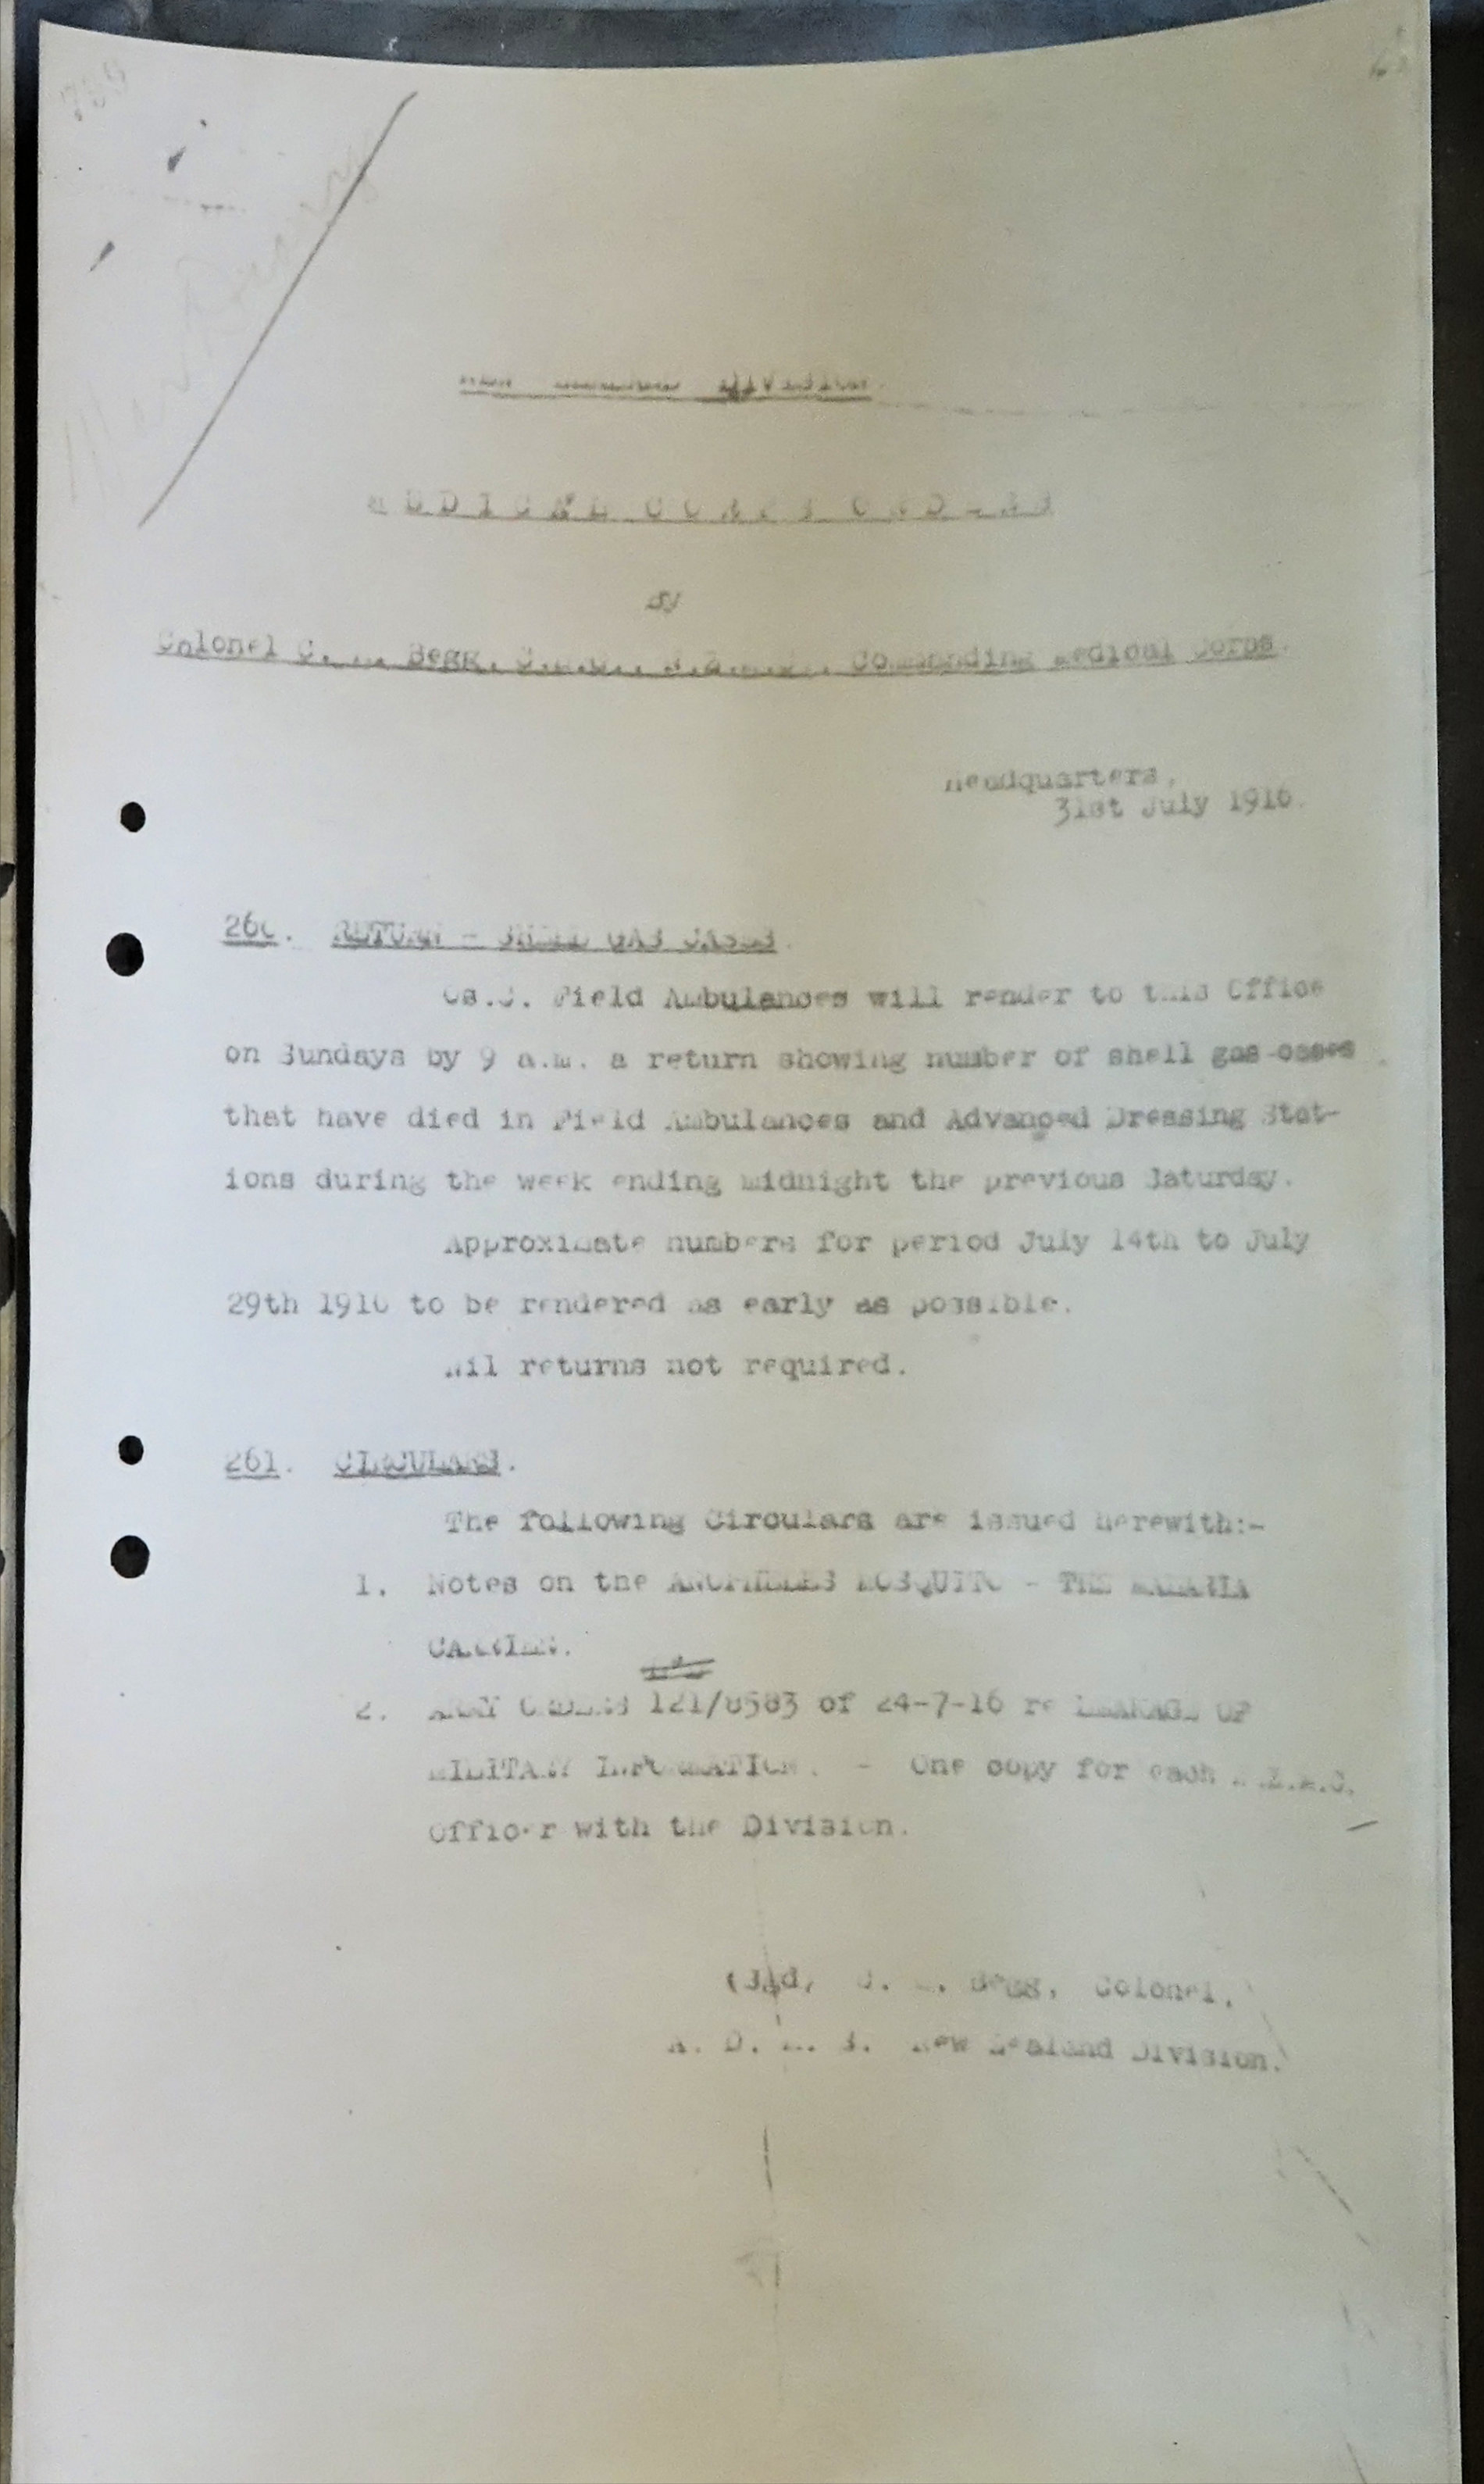 NEW ZEALAND DIVISION.
MEDICAL CORPS ORDERS
By
Colonel C. Begg, Commanding Medical Corps.
Headquarters,
31st July 1916.
260. RETURN - SHELL GAS CASES.
Os.C. Field Ambulances will render to this Office
on Sundays by 9 a.m. a return showing number of shell gas cases
that have died in Field Ambulances and Advanced Dressing Stat-
ions during the week ending midnight the previous Saturday.
Approximate numbers for period July 14th to July
29th 1916 to be rendered as early as possible.
Nil returns not required.
261. CIRCULARS.
The following Circulars are issued herewith:-
1. Notes on the ANOPHELES MOSQUITO - THE MALARIA
CARRIER.
2. ARMY ORDERS 121/8583 of 24-7-16 re LEAKAGE OF
MILITARY INFORMATION. - One copy for each N.Z.M.C.
Officer with the Division.
(Sgd, C. M. Begg, Colonel.
A. D. M. S. New Zealand Division.